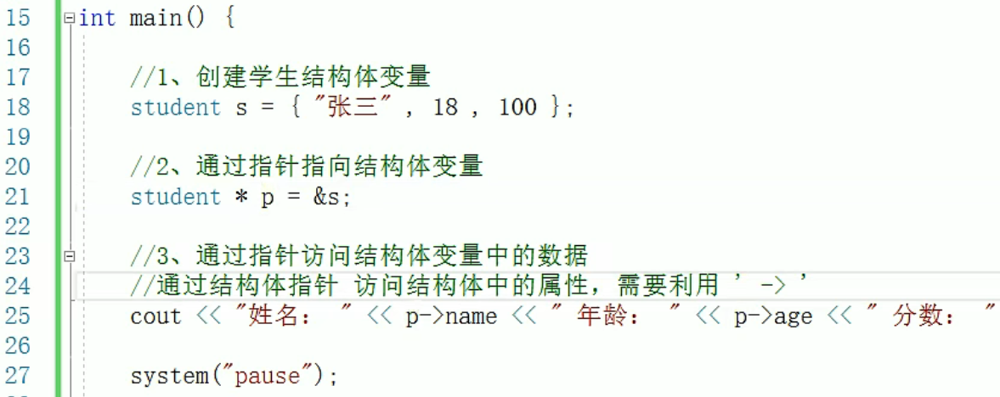 15 int main() {
16
17 //1、创建学生结构体变量
18 student s = { "张三" , 18 , 100 };
19
20 //2、通过指针指向结构体变量
21 student * p = &s;
22
23 //3、通过指针访问结构体变量中的数据
24 //通过结构体指针 访问结构体中的属性，需要利用 ' -> '
25 cout << "姓名： " << p->name << " 年龄： " << p->age << " 分数： "
26
27 system("pause");